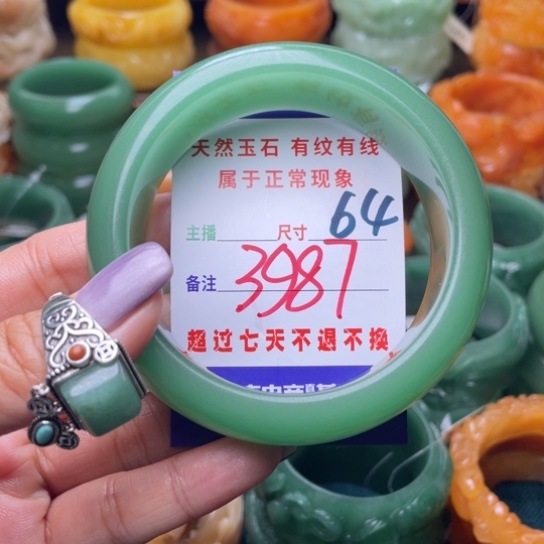 天然玉石 有纹有线
属于正常现象
主播 尺寸 64
备注 3987
超过七天不退不换